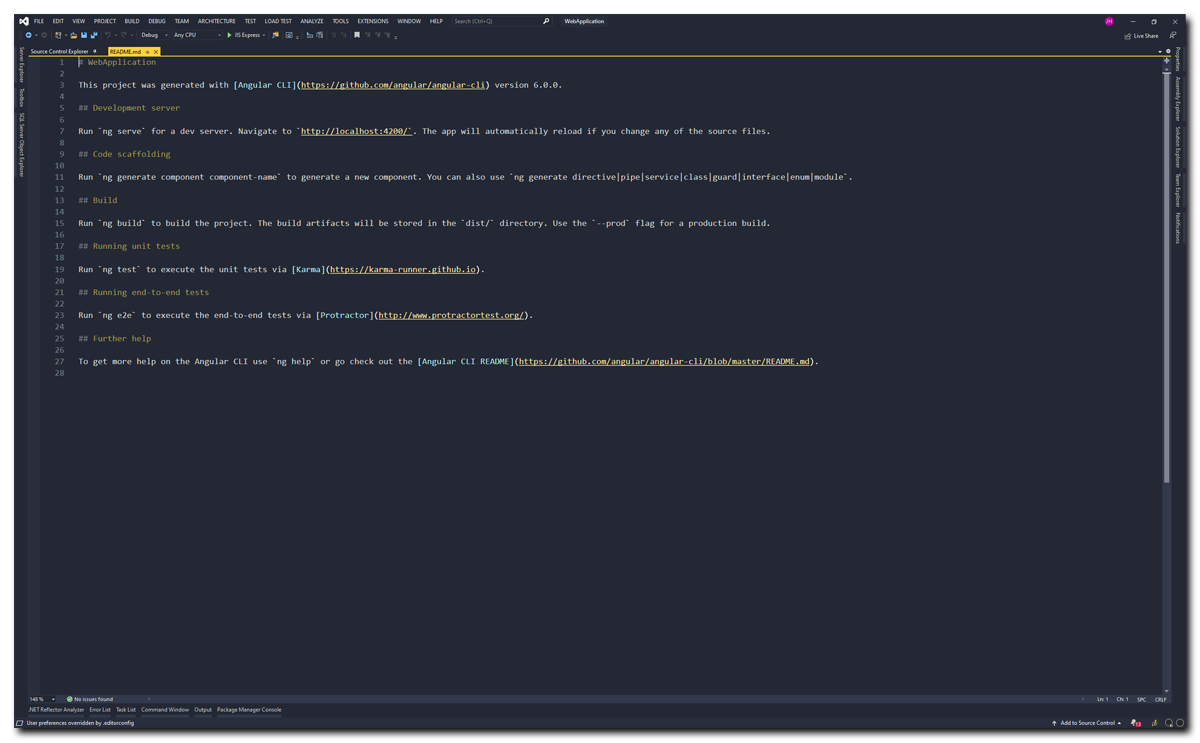 FILE EDIT VIEW PROJECT BUILD DEBUG TEAM ARCHITECTURE TEST LOAD TEST ANALYZE TOOLS EXTENSIONS WINDOW HELP Search (Ctrl+Q) WebApplication JH
Debug Any CPU IIS Express Live Share
Source Control Explorer README.md
Server Explorer
Toolbox
SQL Server Object Explorer
1 # WebApplication
2
3 This project was generated with [Angular CLI](https://github.com/angular/angular-cli) version 6.0.0.
4
5 ## Development server
6
7 Run `ng serve` for a dev server. Navigate to `http://localhost:4200/`. The app will automatically reload if you change any of the source files.
8
9 ## Code scaffolding
10
11 Run `ng generate component component-name` to generate a new component. You can also use `ng generate directive|pipe|service|class|guard|interface|enum|module`.
12
13 ## Build
14
15 Run `ng build` to build the project. The build artifacts will be stored in the `dist/` directory. Use the `--prod` flag for a production build.
16
17 ## Running unit tests
18
19 Run `ng test` to execute the unit tests via [Karma](https://karma-runner.github.io).
20
21 ## Running end-to-end tests
22
23 Run `ng e2e` to execute the end-to-end tests via [Protractor](http://www.protractortest.org/).
24
25 ## Further help
26
27 To get more help on the Angular CLI use `ng help` or go check out the [Angular CLI README](https://github.com/angular/angular-cli/blob/master/README.md).
28
Properties
Assembly Explorer
Solution Explorer
Team Explorer
Notifications
148 % No issues found Ln: 1 Ch: 1 SPC CRLF
.NET Reflector Analyzer Error List Task List Command Window Output Package Manager Console
User preferences overridden by .editorconfig Add to Source Control 13